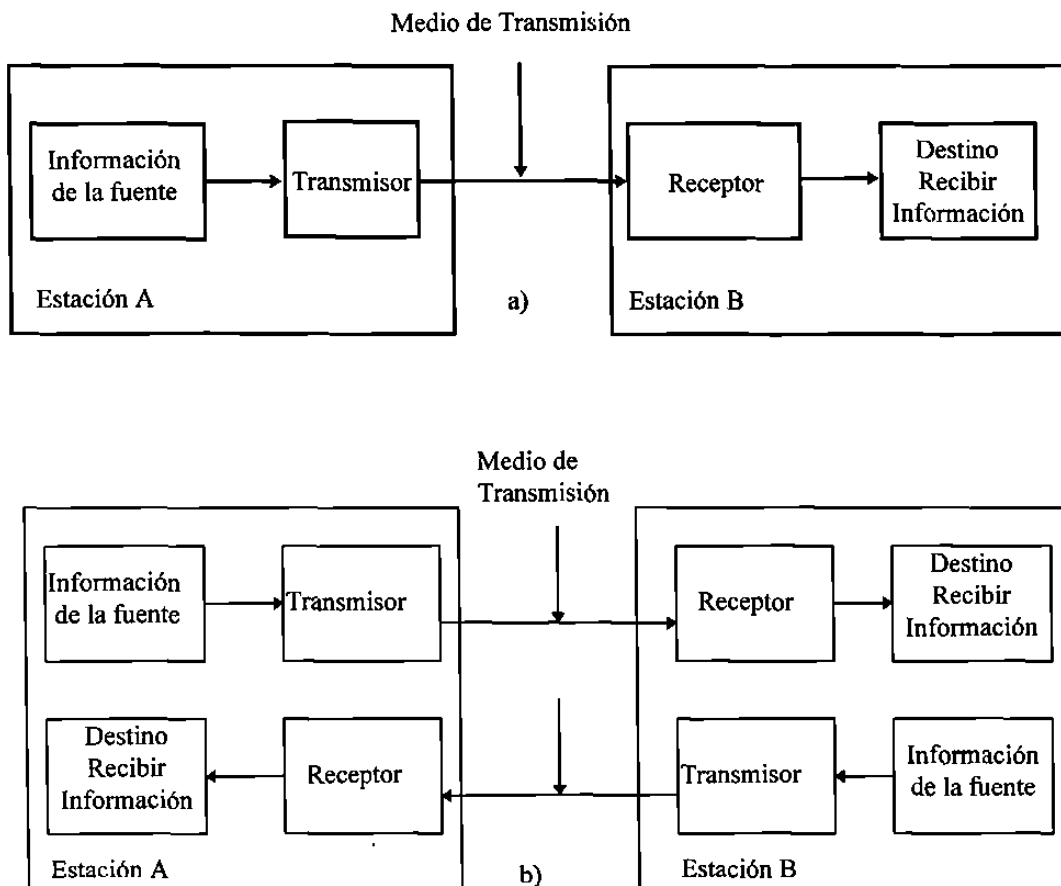 Medio de Transmisión
Información
de la fuente
Transmisor
Receptor
Destino
Recibir
Información
Estación A
a)
Estación B
Medio de
Transmisión
Información
de la fuente
Transmisor
Receptor
Destino
Recibir
Información
Destino
Recibir
Información
Receptor
Transmisor
Información
de la fuente
Estación A
b)
Estación B